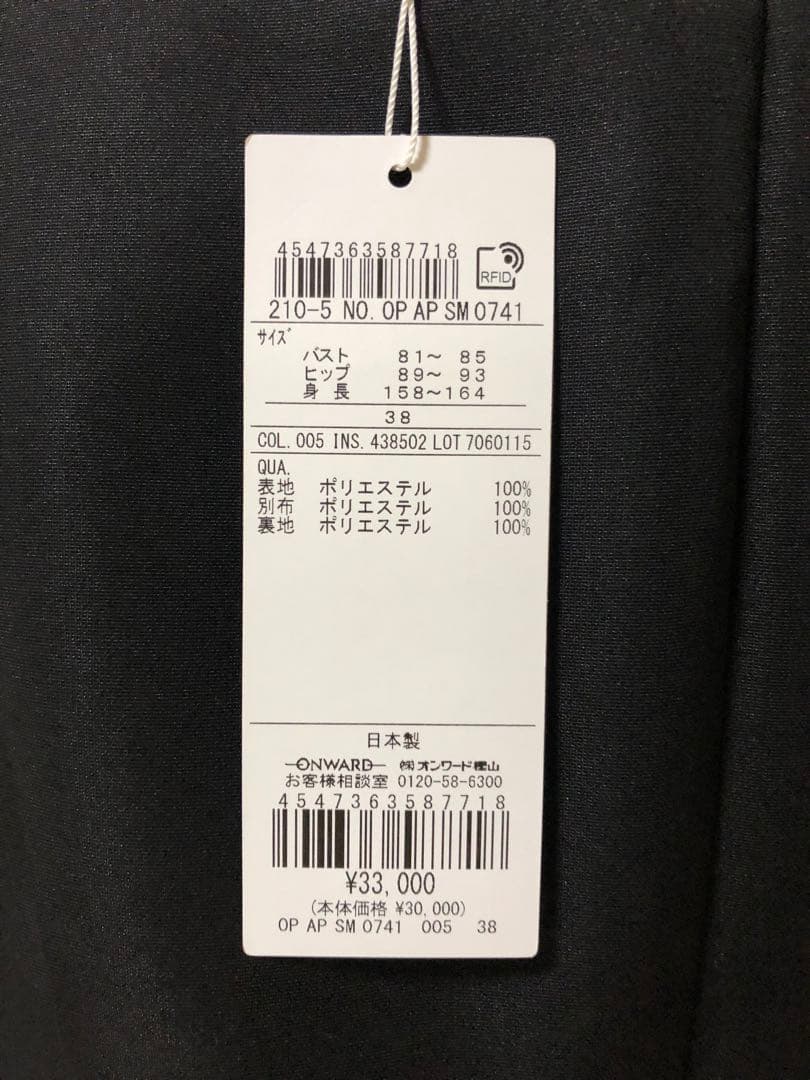 4547363587718
RFID
210-5 NO. OP AP SM 0741
サイズ
バスト 81～ 85
ヒップ 89～ 93
身長 158～164
38
COL. 005 INS. 438502 LOT 7060115
QUA.
表地 ポリエステル 100%
別布 ポリエステル 100%
裏地 ポリエステル 100%
日本製
ONWARD ㈱オンワード樫山
お客様相談室 0120-58-6300
4547363587718
¥33,000
(本体価格 ¥30,000)
OP AP SM 0741 005 38